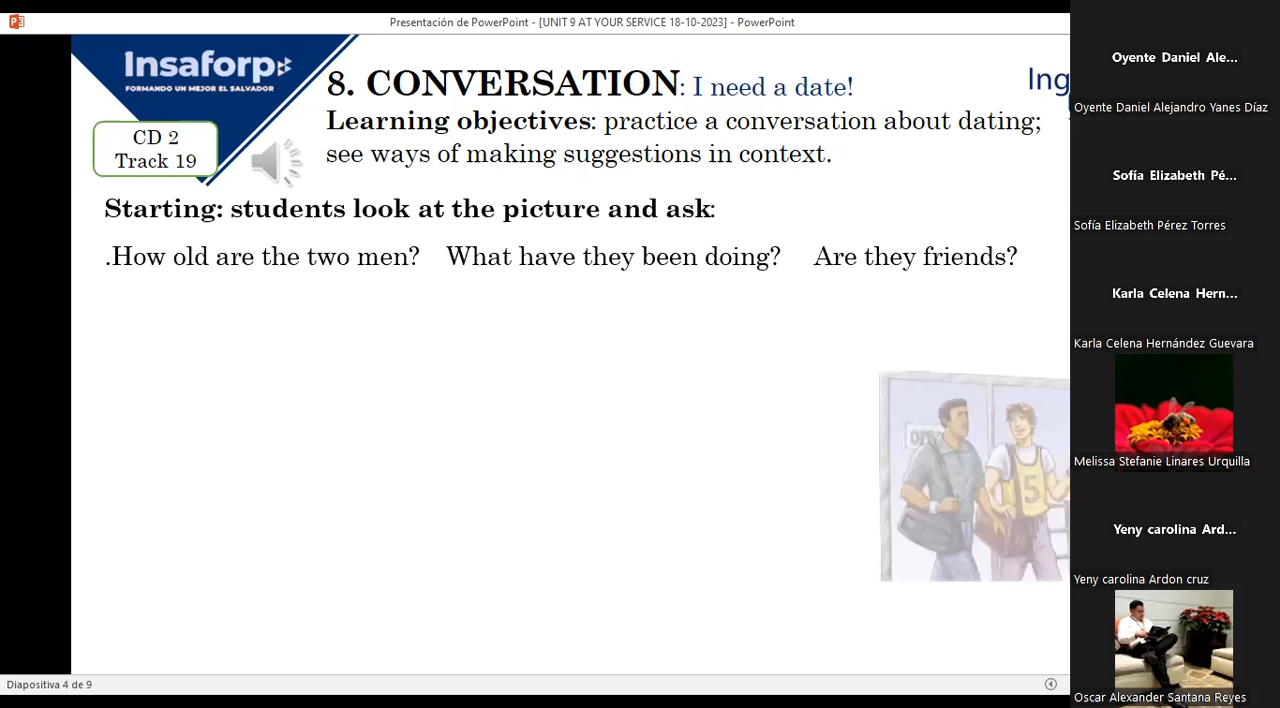 Presentación de PowerPoint - [UNIT 9 AT YOUR SERVICE 18-10-2023] - PowerPoint
Insaforp
FORMANDO UN MEJOR EL SALVADOR
8. CONVERSATION: I need a date!
Ing
Learning objectives: practice a conversation about dating;
see ways of making suggestions in context.
CD 2
Track 19
Starting: students look at the picture and ask:
.How old are the two men? What have they been doing? Are they friends?
5
Diapositiva 4 de 9
Oyente Daniel Ale...
Oyente Daniel Alejandro Yanes Díaz
Sofía Elizabeth Pé...
Sofía Elizabeth Pérez Torres
Karla Celena Hern...
Karla Celena Hernández Guevara
Melissa Stefanie Linares Urquilla
Yeny carolina Ard...
Yeny carolina Ardon cruz
Oscar Alexander Santana Reyes